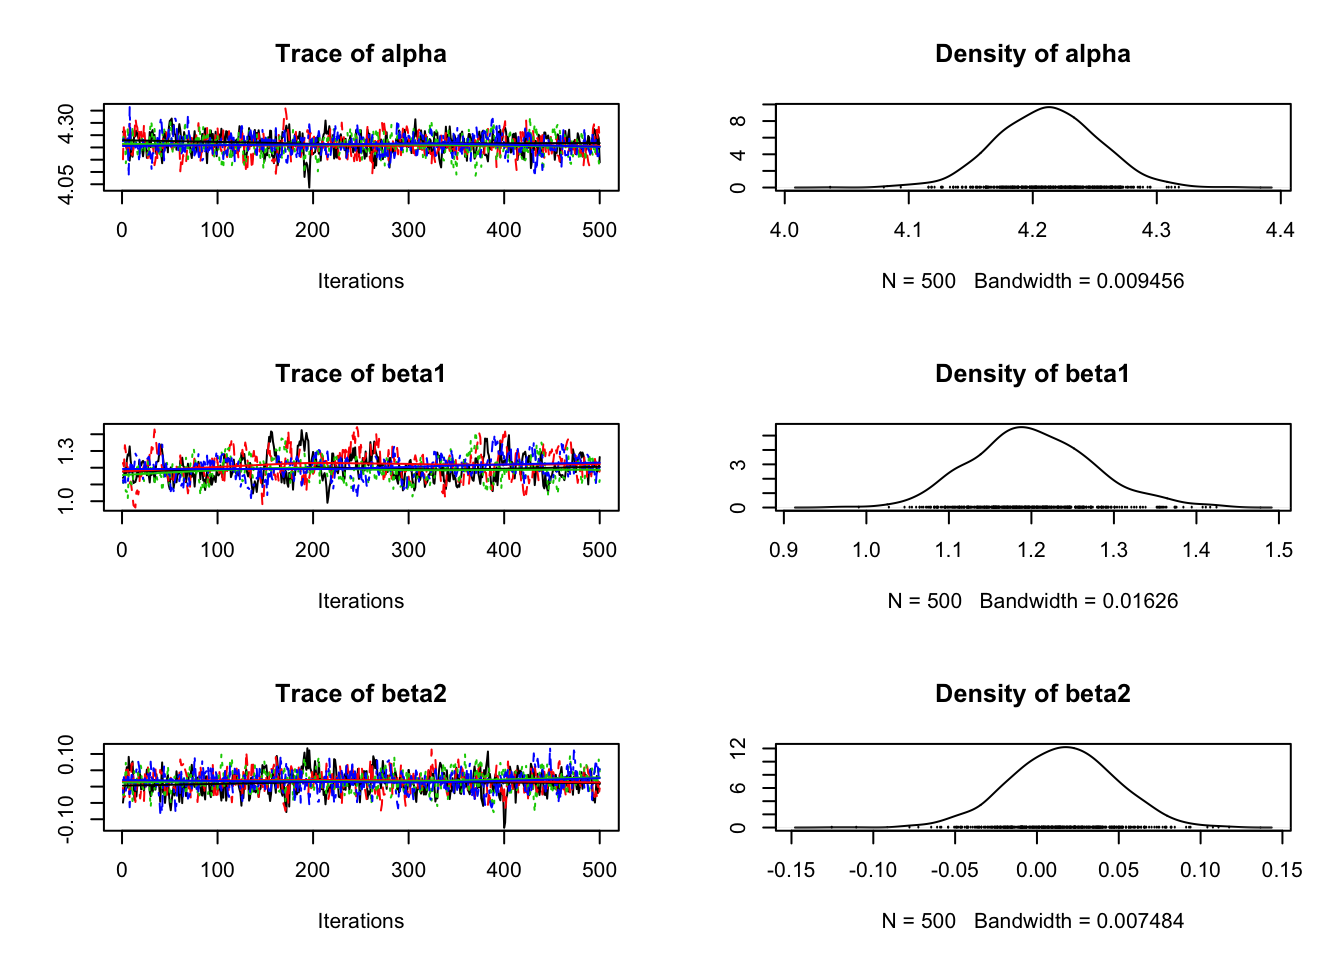 Trace of alpha
4.30
4.05
0 100 200 300 400 500
Iterations
Density of alpha
8
4
0
4.0 4.1 4.2 4.3 4.4
N = 500 Bandwidth = 0.009456
Trace of beta1
1.3
1.0
0 100 200 300 400 500
Iterations
Density of beta1
3
0
0.9 1.0 1.1 1.2 1.3 1.4 1.5
N = 500 Bandwidth = 0.01626
Trace of beta2
0.10
-0.10
0 100 200 300 400 500
Iterations
Density of beta2
12
6
0
-0.15 -0.10 -0.05 0.00 0.05 0.10 0.15
N = 500 Bandwidth = 0.007484